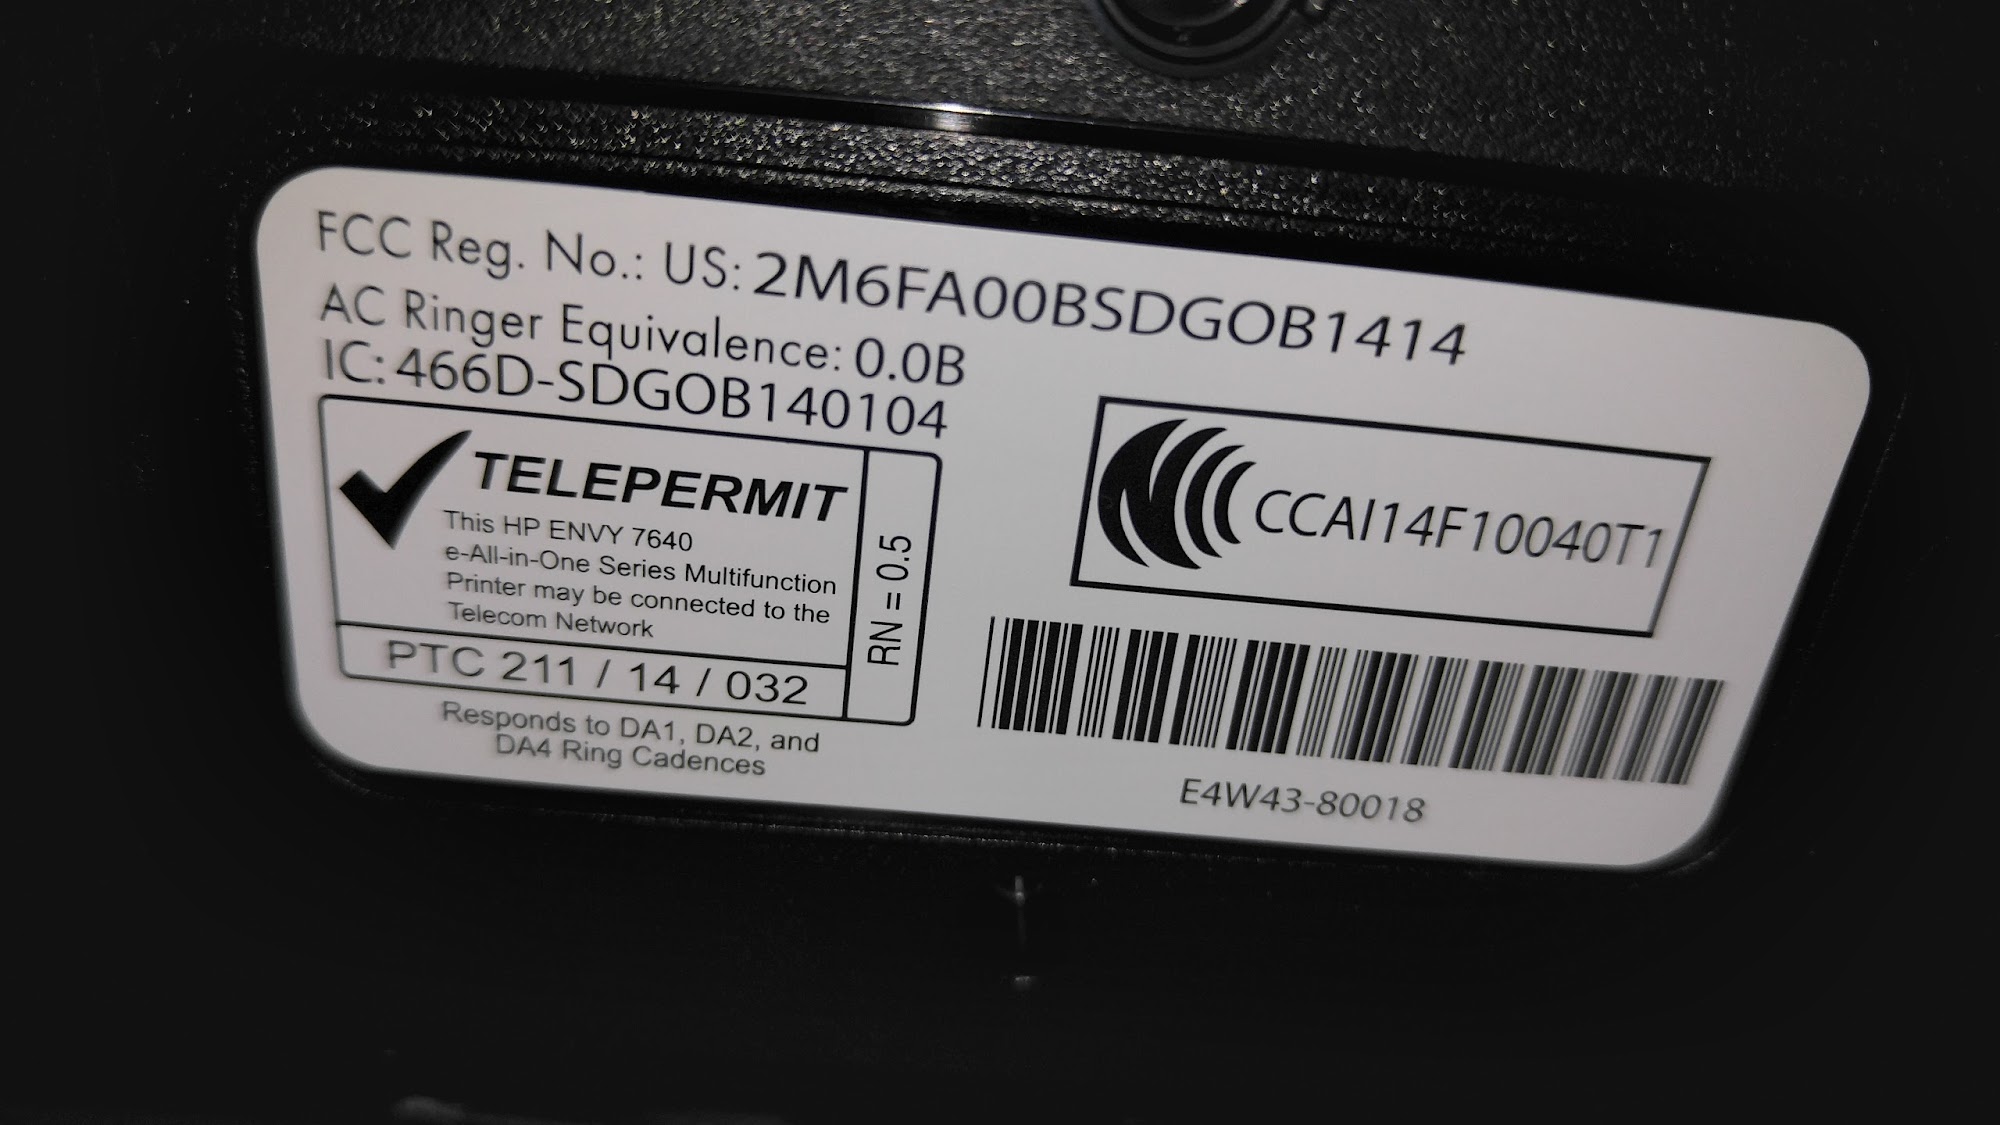 FCC Reg. No.: US: 2M6FA00BSDGOB1414
AC Ringer Equivalence: 0.0B
IC: 466D-SDGOB140104
TELEPERMIT
This HP ENVY 7640
e-All-in-One Series Multifunction
Printer may be connected to the
Telecom Network
RN = 0.5
PTC 211 / 14 / 032
Responds to DA1, DA2, and
DA4 Ring Cadences
CCAI14F10040T1
E4W43-80018